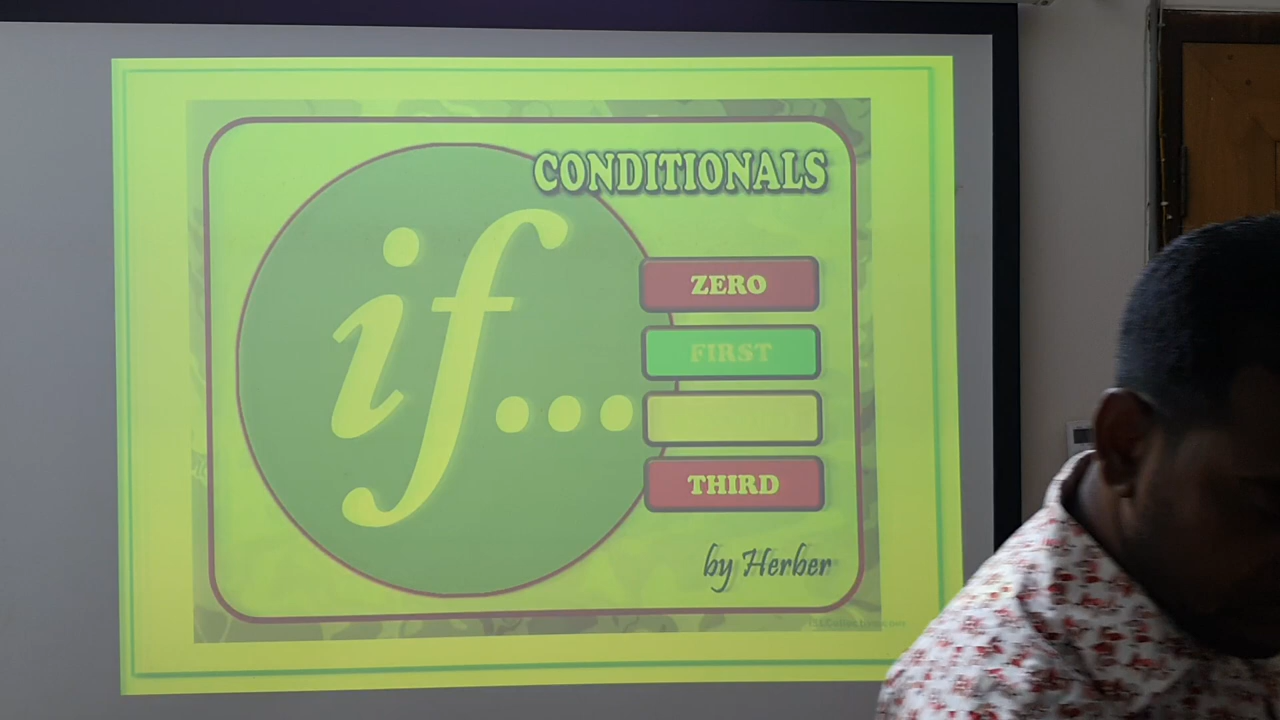 CONDITIONALS
if...
ZERO
FIRST
THIRD
by Herber